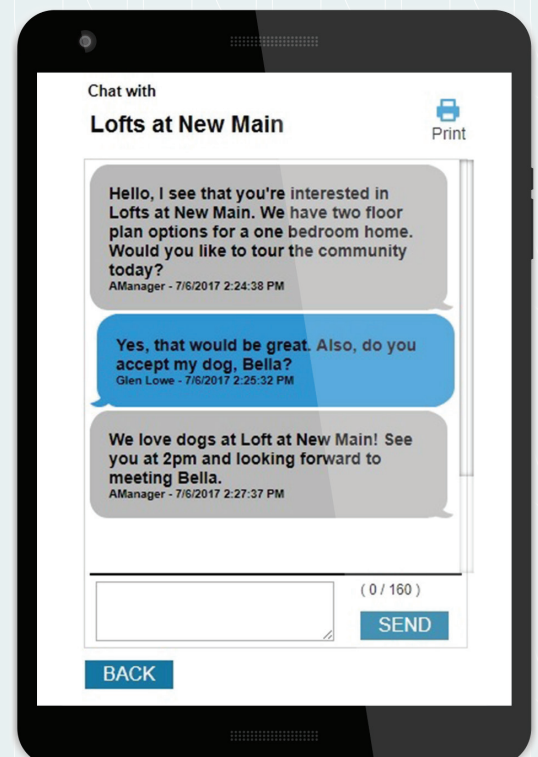 Chat with
Lofts at New Main
Print
Hello, I see that you're interested in
Lofts at New Main. We have two floor
plan options for a one bedroom home.
Would you like to tour the community
today?
AManager - 7/6/2017 2:24:38 PM
Yes, that would be great. Also, do you
accept my dog, Bella?
Glen Lowe - 7/6/2017 2:25:32 PM
We love dogs at Loft at New Main! See
you at 2pm and looking forward to
meeting Bella.
AManager - 7/6/2017 2:27:37 PM
( 0 / 160 )
SEND
BACK